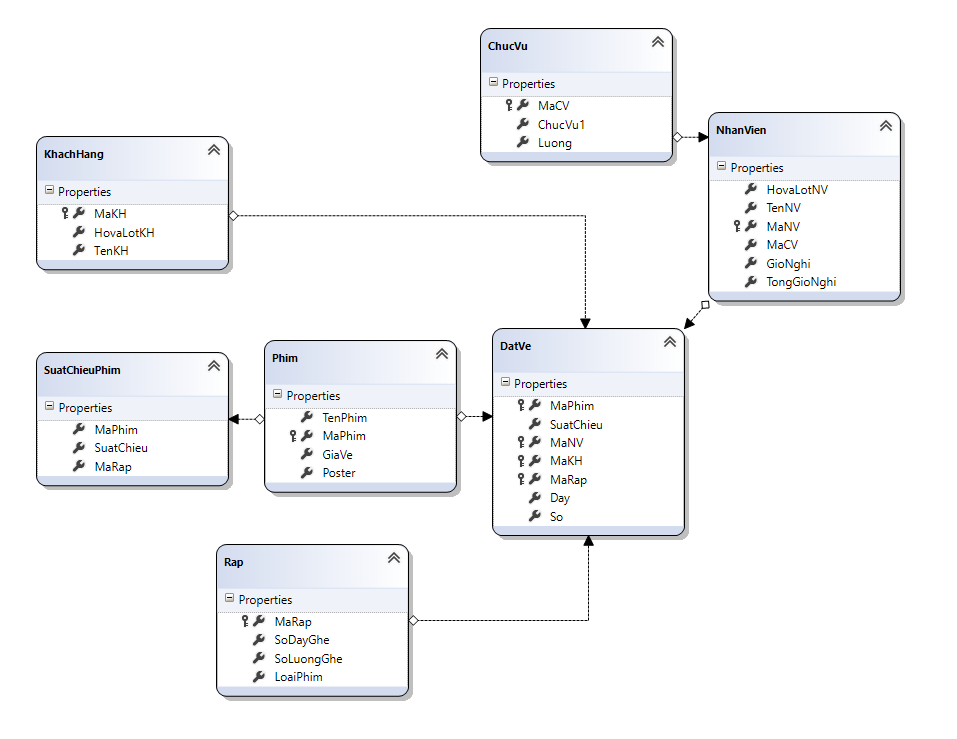 ChucVu
Properties
MaCV
ChucVu1
Luong
NhanVien
Properties
HovaLotNV
TenNV
MaNV
MaCV
GioNghi
TongGioNghi
KhachHang
Properties
MaKH
HovaLotKH
TenKH
SuatChieuPhim
Properties
MaPhim
SuatChieu
MaRap
Phim
Properties
TenPhim
MaPhim
GiaVe
Poster
DatVe
Properties
MaPhim
SuatChieu
MaNV
MaKH
MaRap
Day
So
Rap
Properties
MaRap
SoDayGhe
SoLuongGhe
LoaiPhim